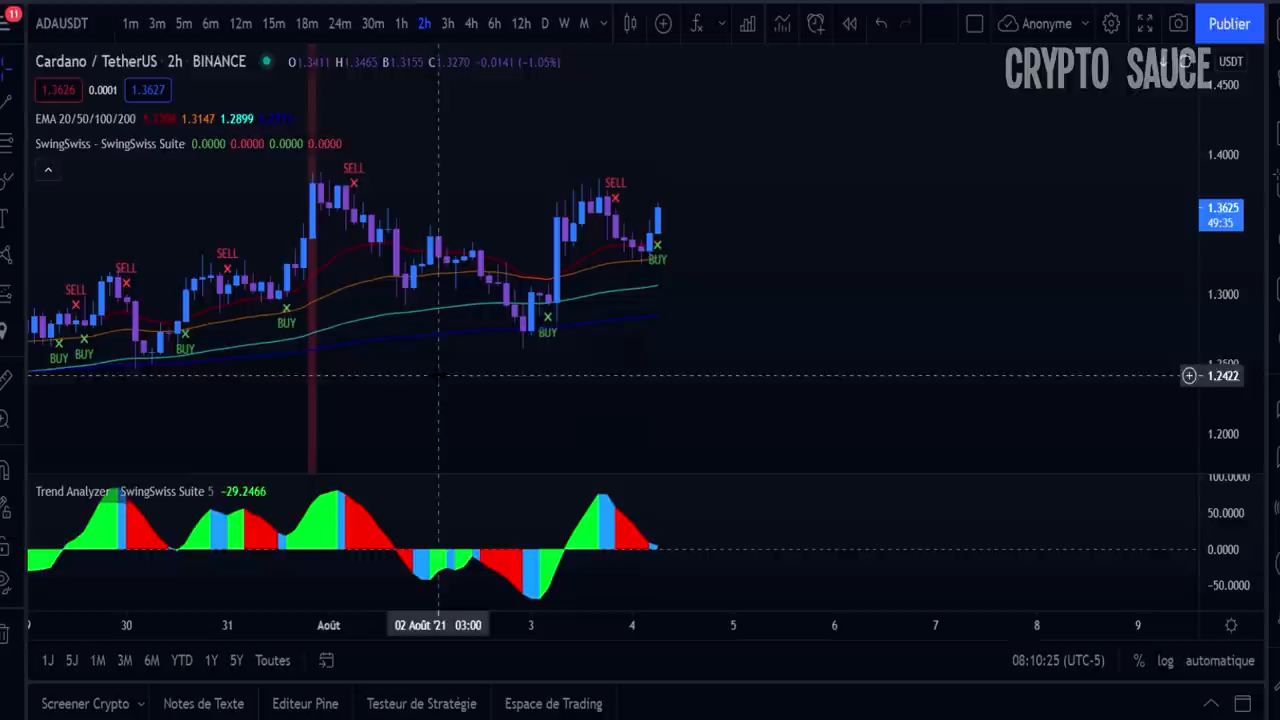 11
ADAUSDT 1m 3m 5m 6m 12m 15m 18m 24m 30m 1h 2h 3h 4h 6h 12h D W M Anonyme Publier
CRYPTO SAUCE
Cardano / TetherUS 2h BINANCE O1.3411 H1.3465 B1.3155 C1.3270 -0.0141 (-1.05%) USDT
1.3626 0.0001 1.3627
1.4500
EMA 20/50/100/200 1.3147 1.2899
SwingSwiss - SwingSwiss Suite 0.0000 0.0000 0.0000 0.0000
1.4000
SELL
SELL
1.3625
49:35
SELL
BUY
SELL
SELL
1.3000
BUY
BUY
BUY
BUY
BUY
1.2422
1.2000
100.0000
Trend Analyzer SwingSwiss Suite 5 -29.2466
50.0000
0.0000
-50.0000
30 31 Août 02 Août '21 03:00 3 4 5 6 7 8 9
1J 5J 1M 3M 6M YTD 1Y 5Y Toutes 08:10:25 (UTC-5) % log automatique
Screener Crypto Notes de Texte Editeur Pine Testeur de Stratégie Espace de Trading